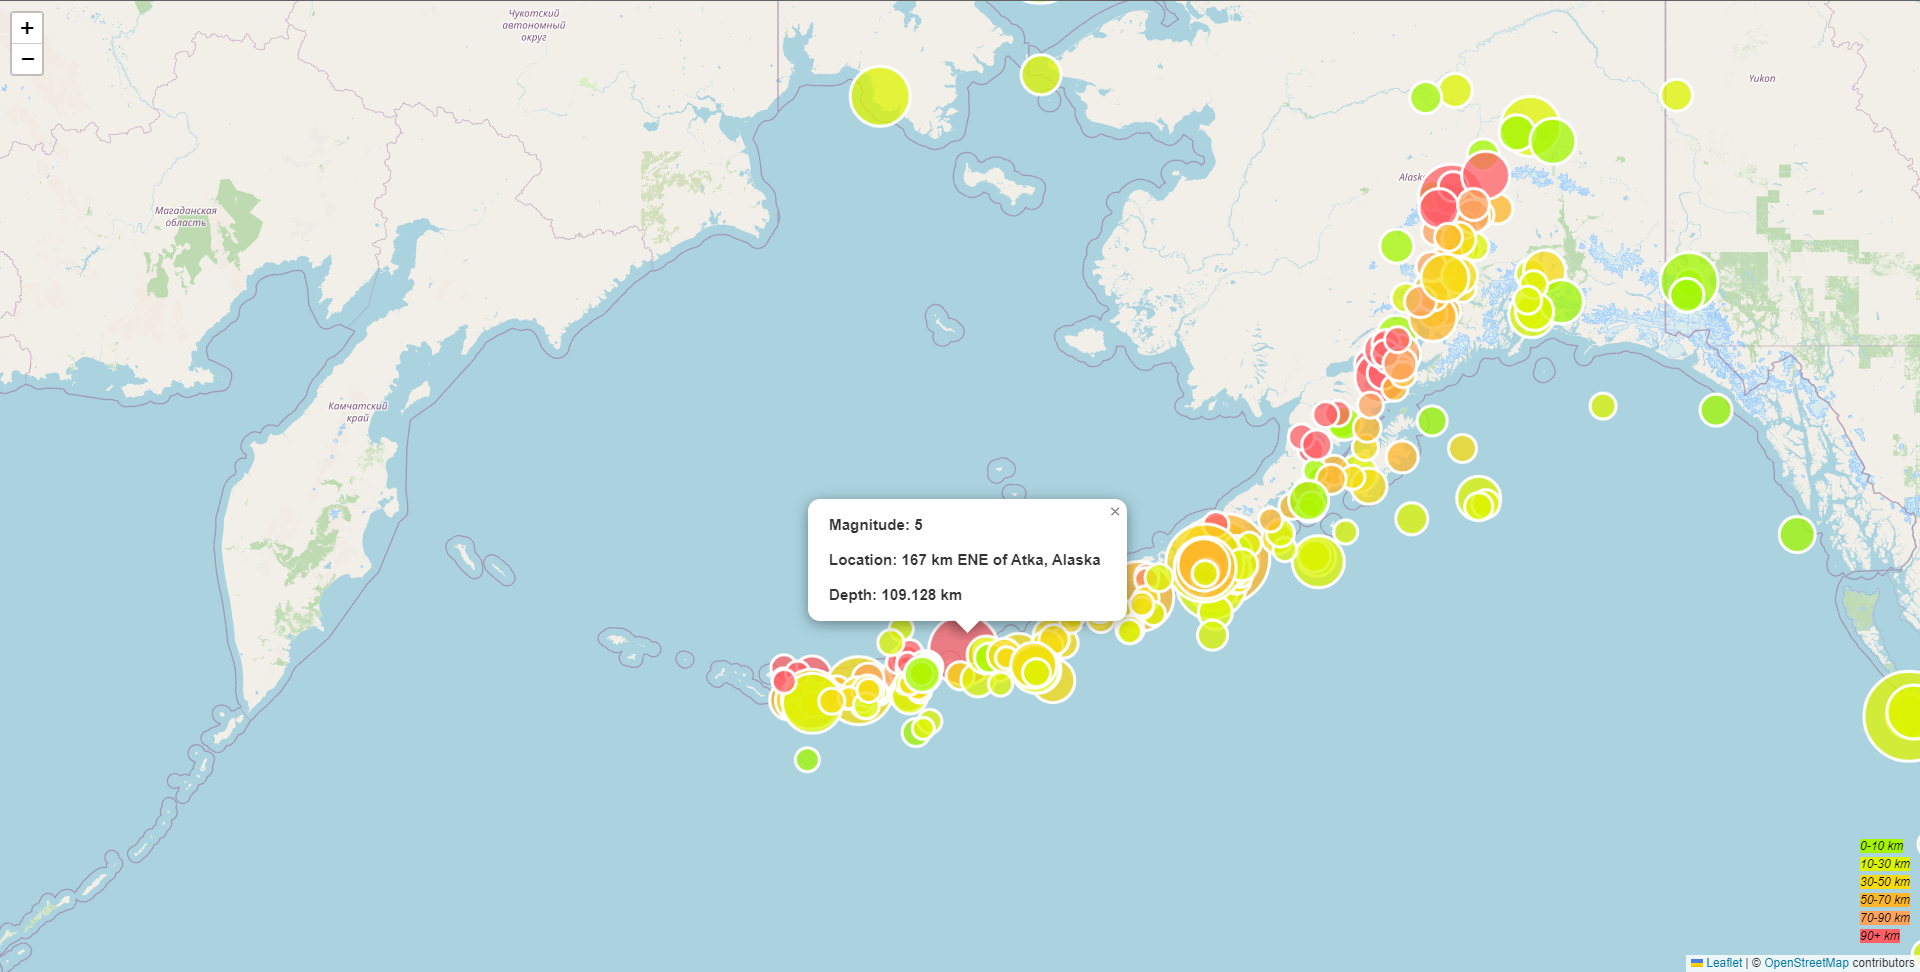 +
−
Чукотский
автономный
округ
Yukon
Магаданская
область
Камчатский
край
×
Magnitude: 5
Location: 167 km ENE of Atka, Alaska
Depth: 109.128 km
0-10 km
10-30 km
30-50 km
50-70 km
70-90 km
90+ km
Leaflet | © OpenStreetMap contributors